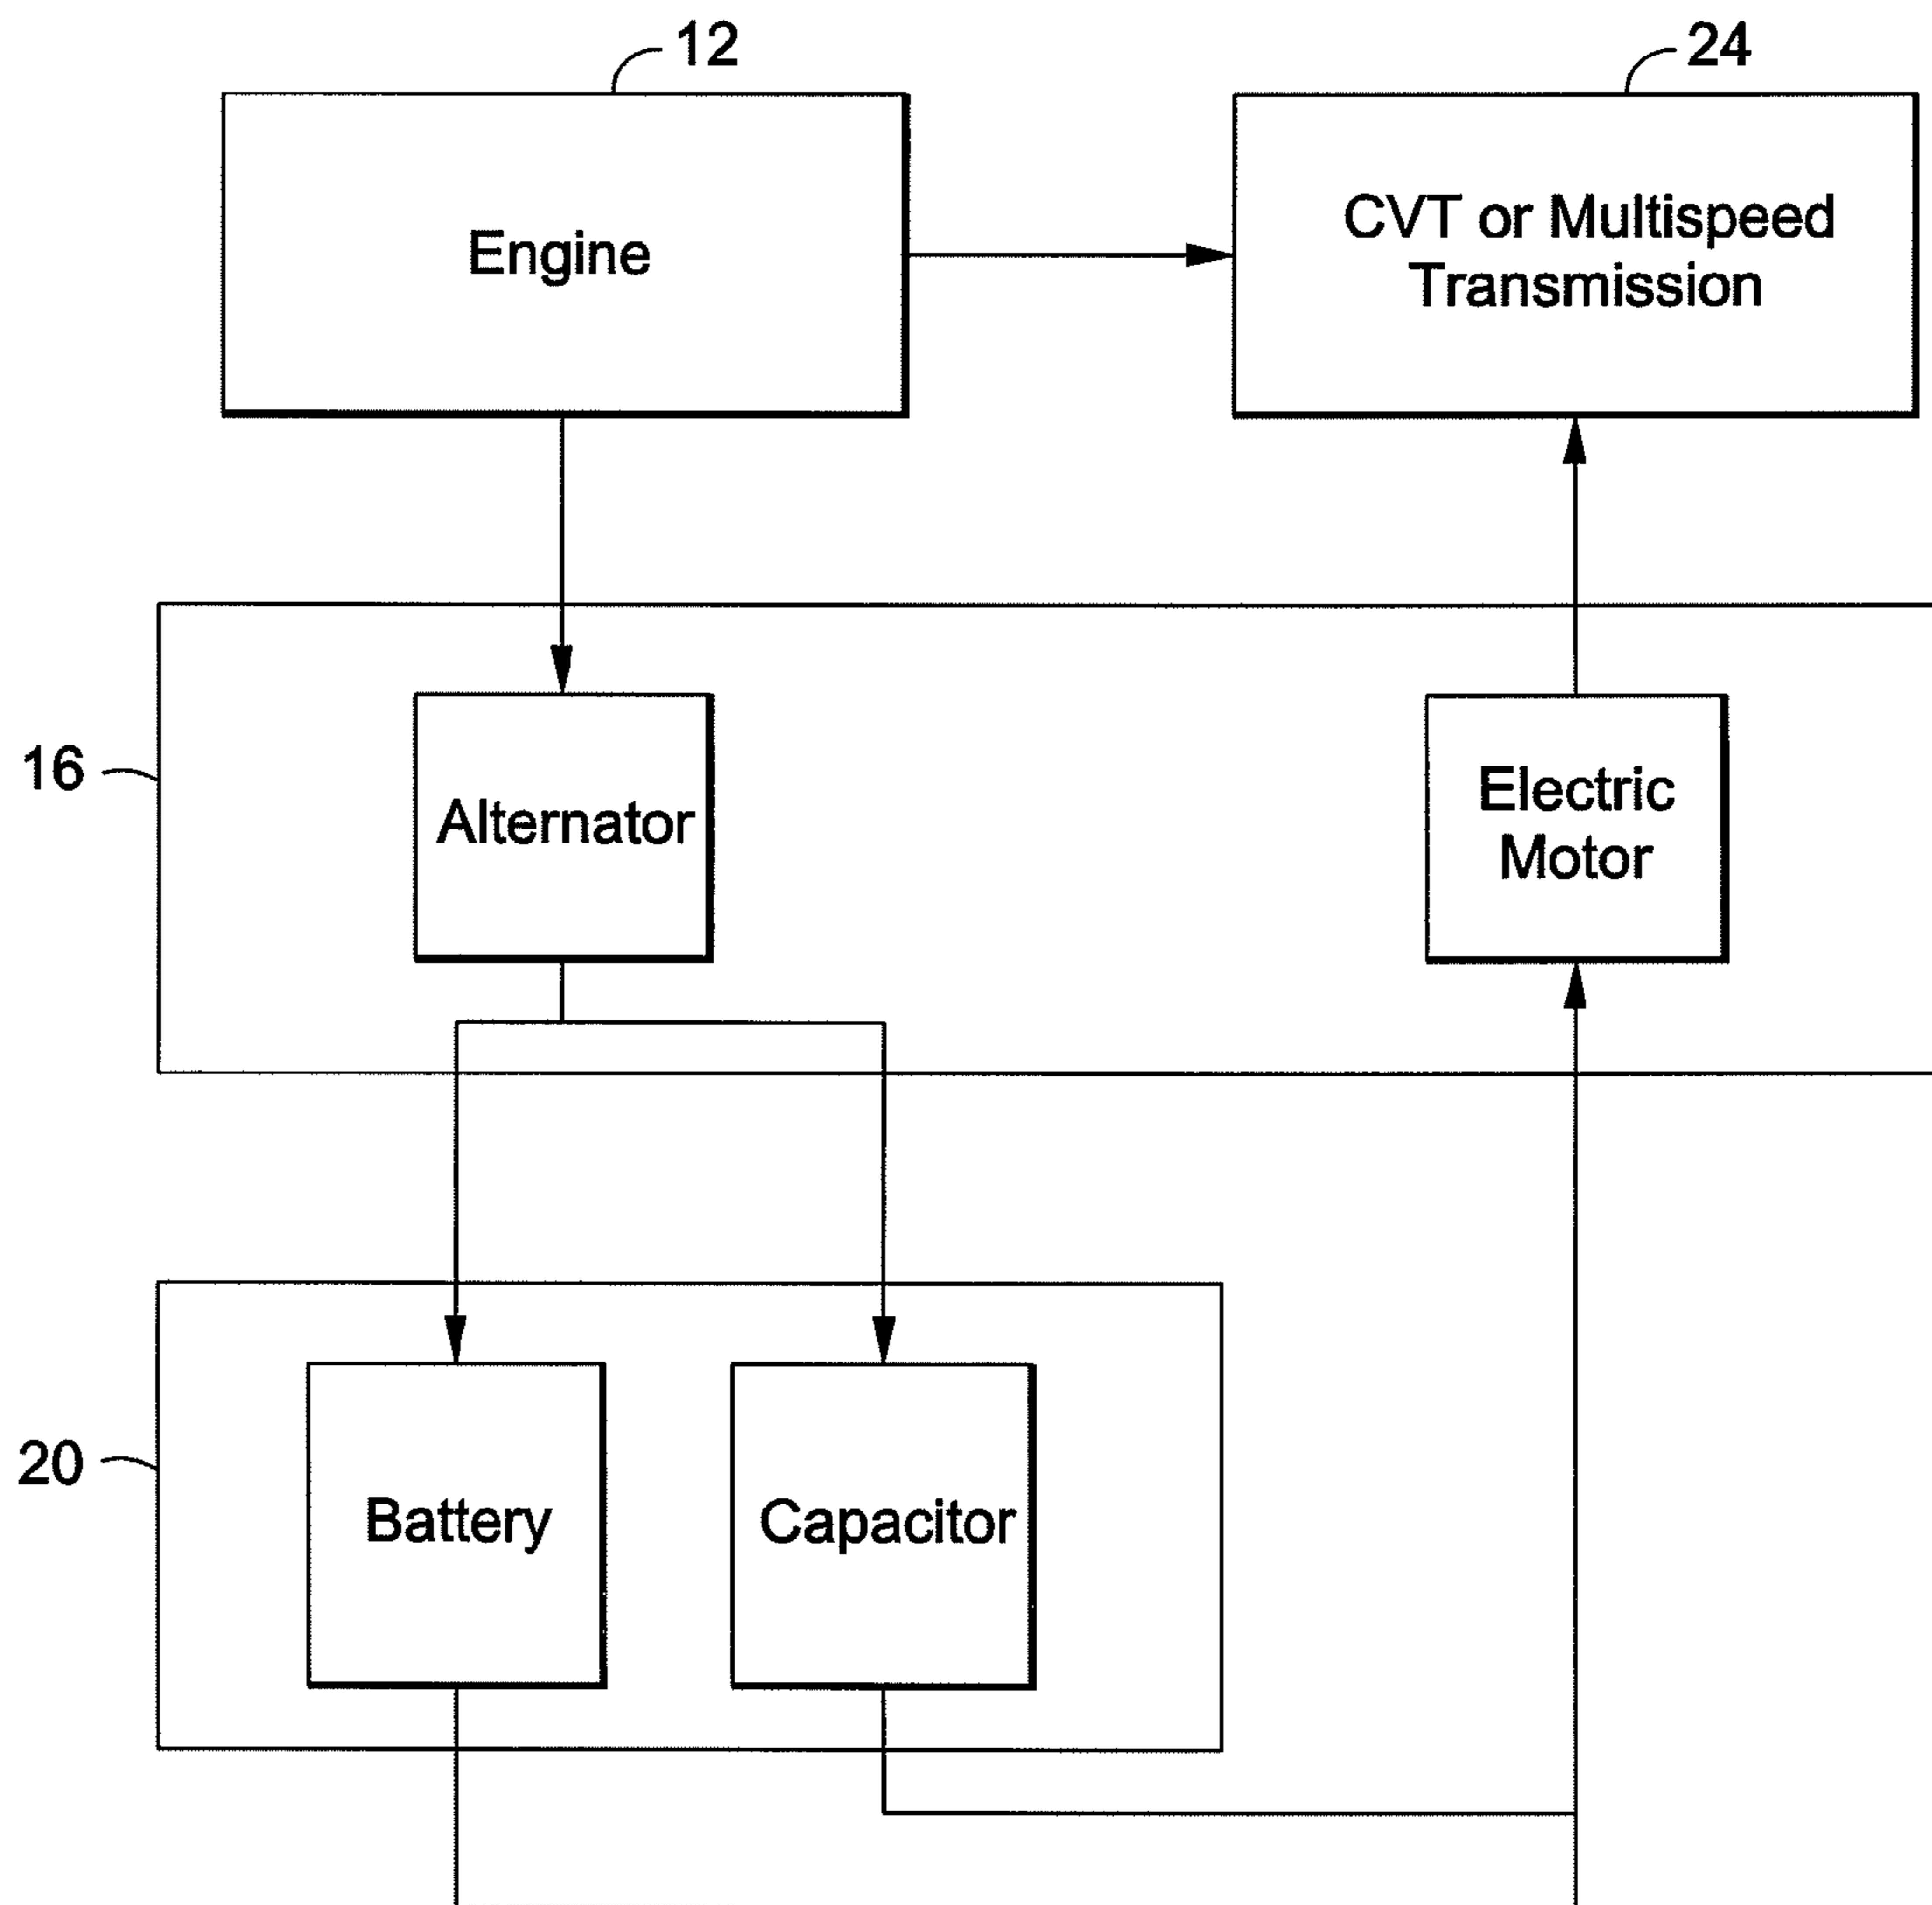 12
24
Engine
CVT or Multispeed
Transmission
16
Alternator
Electric
Motor
20
Battery
Capacitor